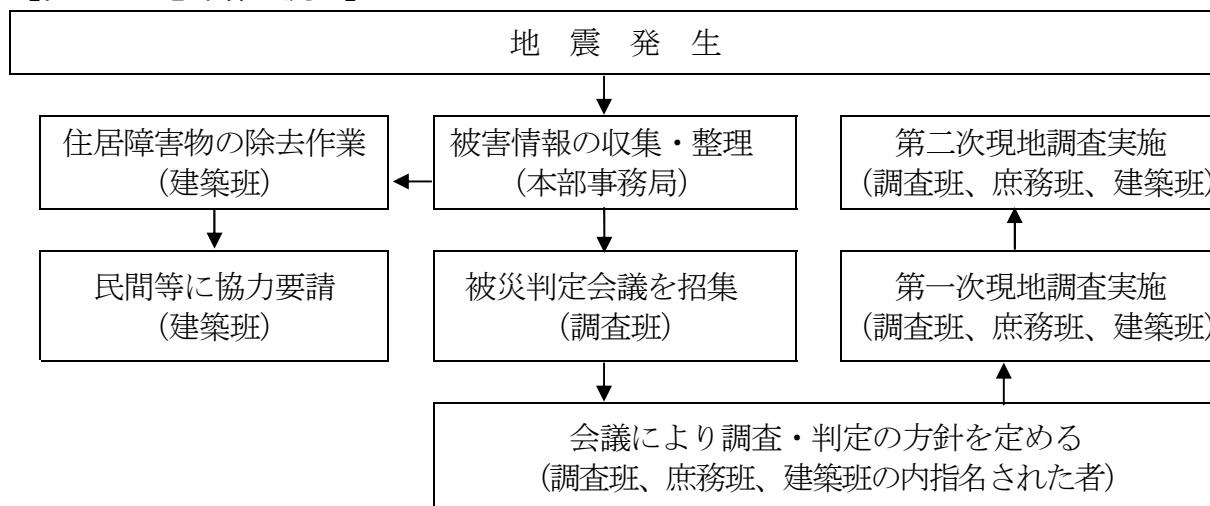 地 震 発 生
住居障害物の除去作業
（建築班）
被害情報の収集・整理
（本部事務局）
第二次現地調査実施
（調査班、庶務班、建築班）
民間等に協力要請
（建築班）
被災判定会議を招集
（調査班）
第一次現地調査実施
（調査班、庶務班、建築班）
会議により調査・判定の方針を定める
（調査班、庶務班、建築班の内指名された者）